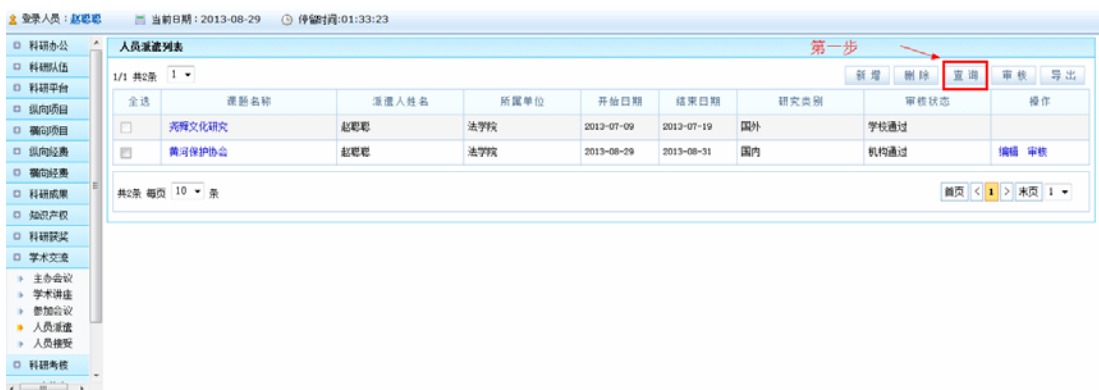 登录人员：赵聪聪 当前日期：2013-08-29 停留时间:01:33:23
科研办公
科研队伍
科研平台
纵向项目
横向项目
纵向经费
横向经费
科研成果
知识产权
科研获奖
学术交流
主办会议
学术讲座
参加会议
人员派遣
人员接受
科研考核
人员派遣列表
第一步
1/1 共2条 1
新增 删除 查询 审核 导出
全选 课题名称 派遣人姓名 所属单位 开始日期 结束日期 研究类别 审核状态 操作
尧舜文化研究 赵聪聪 法学院 2013-07-09 2013-07-19 国外 学校通过
黄河保护协会 赵聪聪 法学院 2013-08-29 2013-08-31 国内 机构通过 编辑 审核
共2条 每页 10 条
首页 < 1 > 末页 1